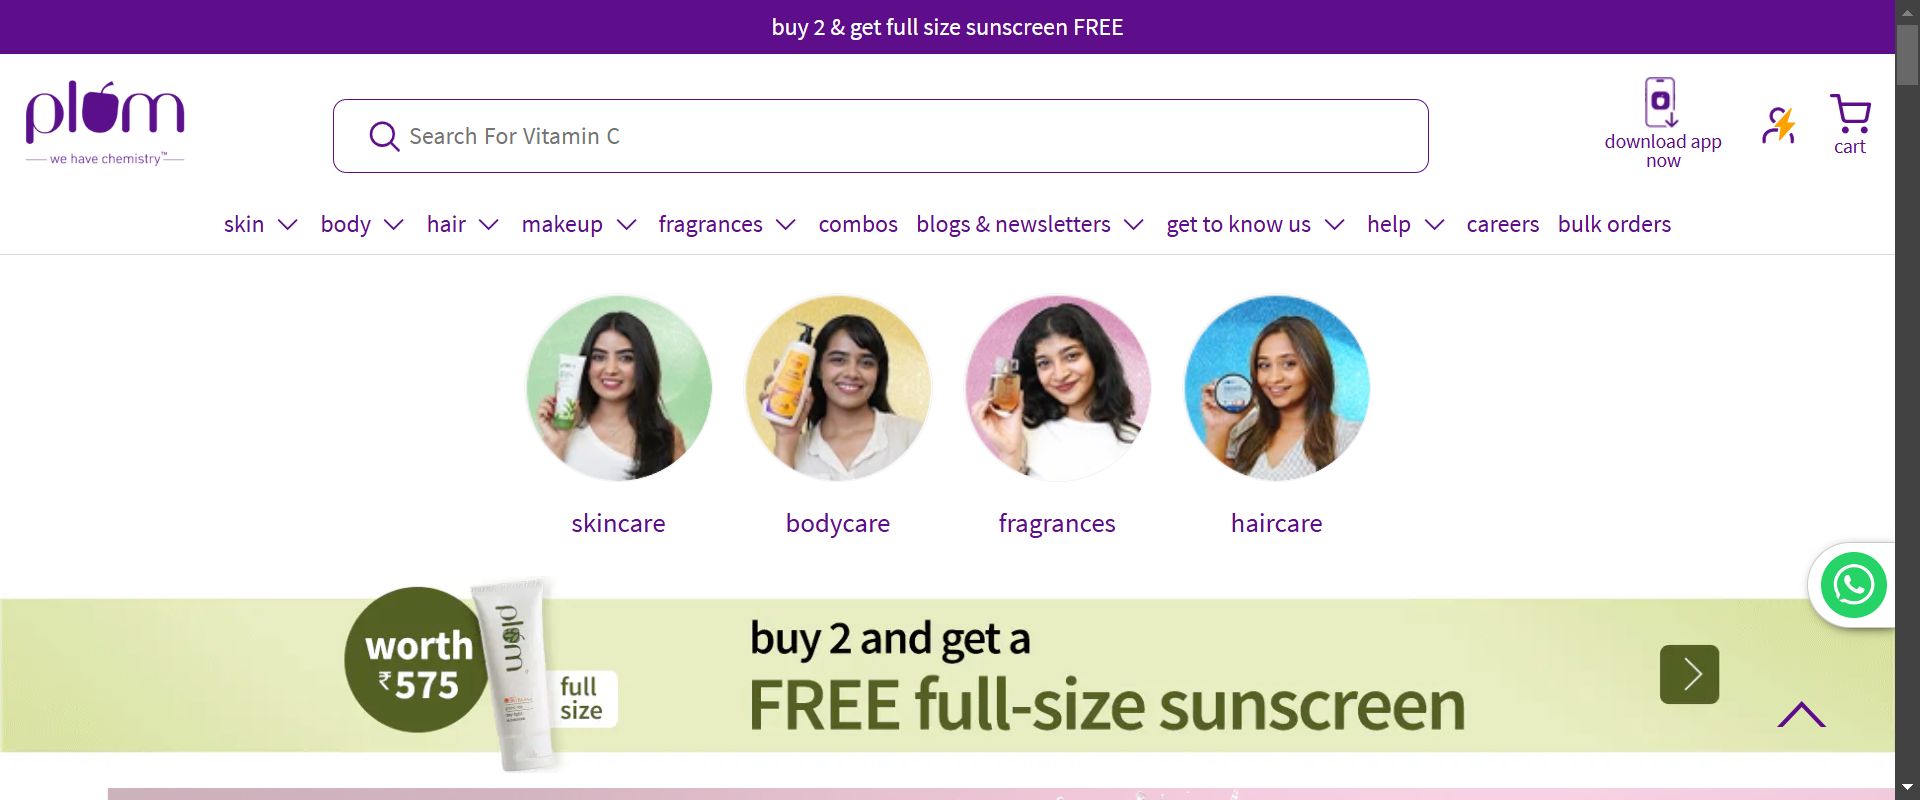 buy 2 & get full size sunscreen FREE
plum
we have chemistry™
Search For Vitamin C
download app
now
cart
skin
body
hair
makeup
fragrances
combos
blogs & newsletters
get to know us
help
careers
bulk orders
skincare
bodycare
fragrances
haircare
worth
₹575
plum
full
size
buy 2 and get a
FREE full-size sunscreen